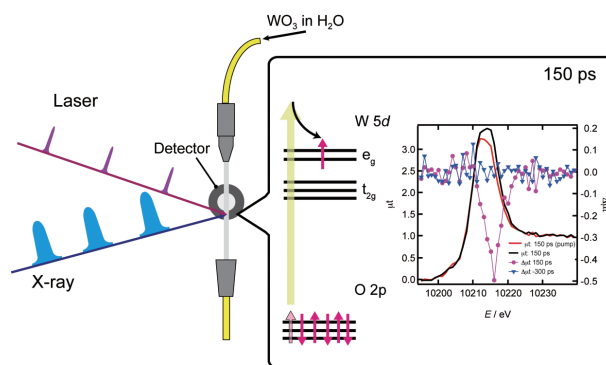 WO₃ in H₂O
150 ps
Laser
Detector
X-ray
W 5d
e_g
t_2g
O 2p
3.0
2.5
2.0
1.5
1.0
0.5
0.0
μt
0.2
0.1
0.0
-0.1
-0.2
-0.3
-0.4
-0.5
μt: 150 ps (pump)
μt: 150 ps
Δμt 150 ps
Δμt -300 ps
10200 10210 10220 10230
E / eV